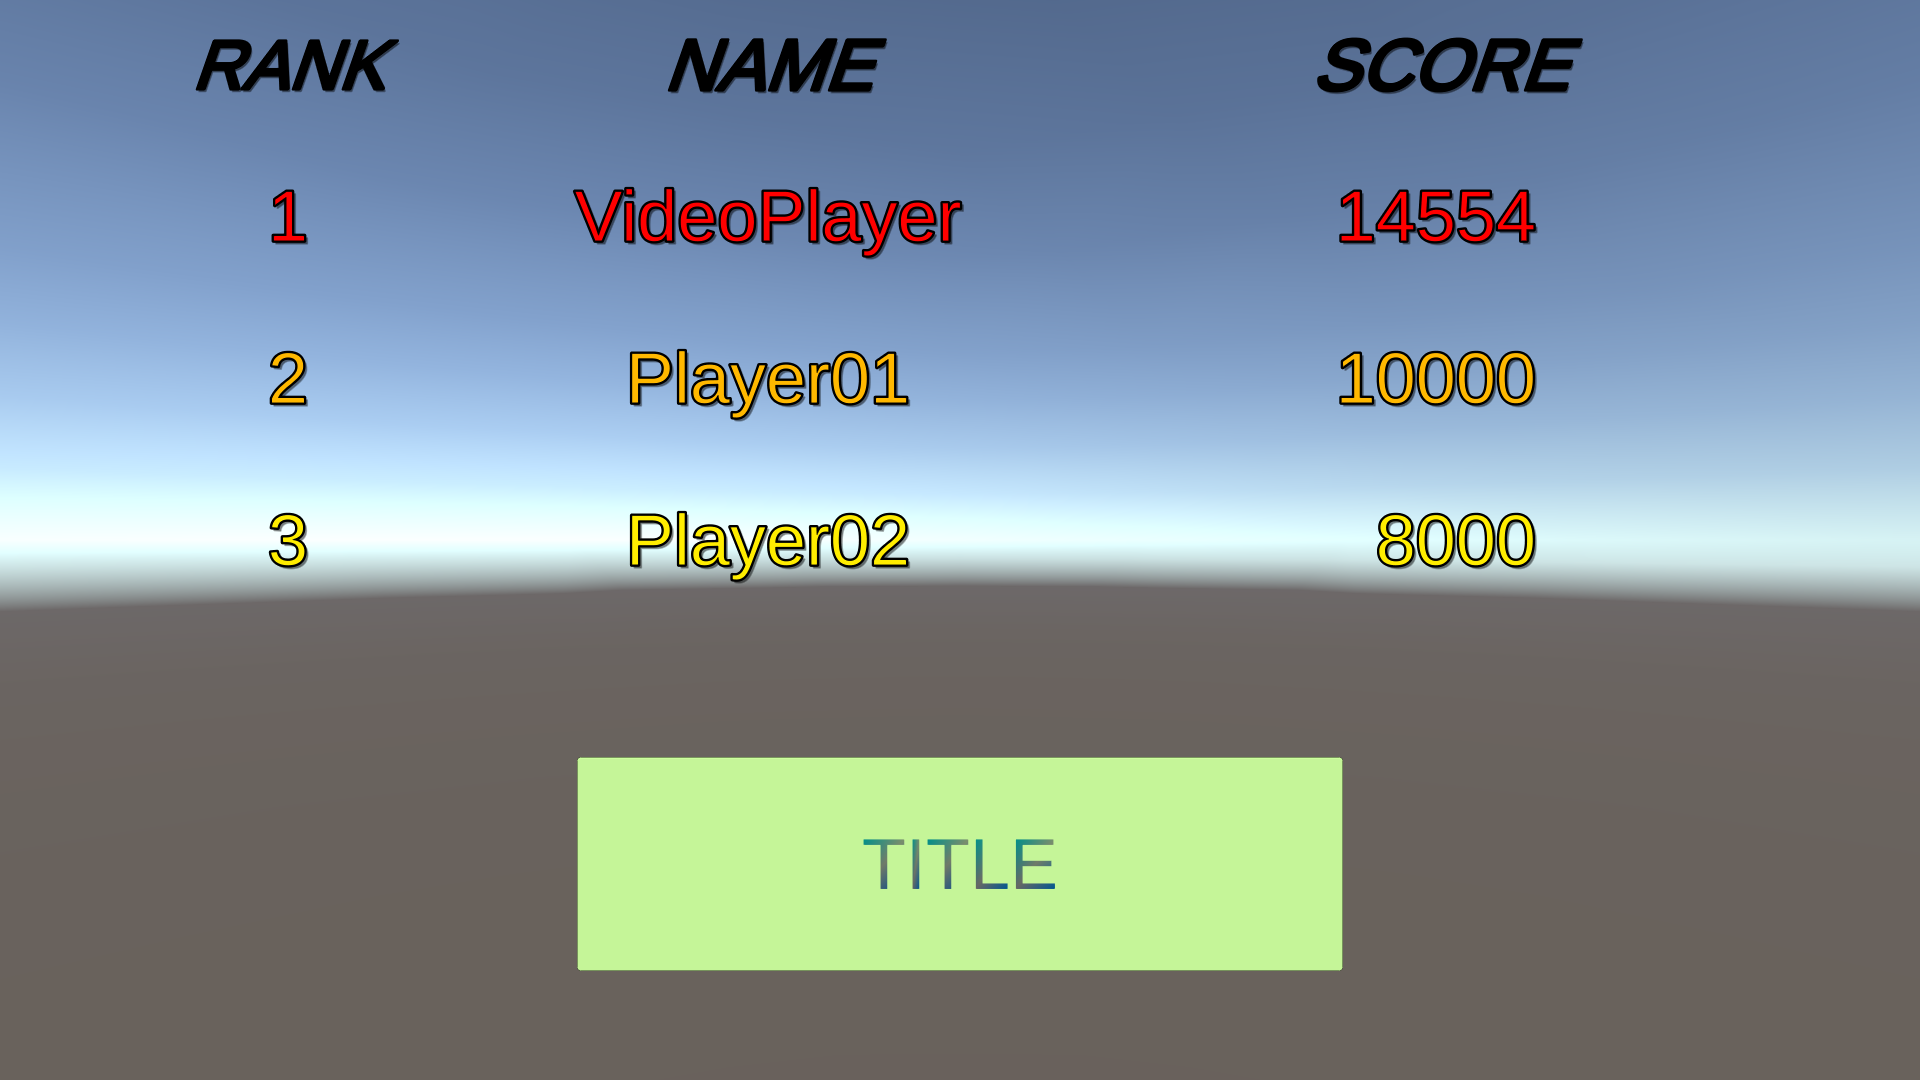 RANK NAME SCORE
1 VideoPlayer 14554
2 Player01 10000
3 Player02 8000
TITLE